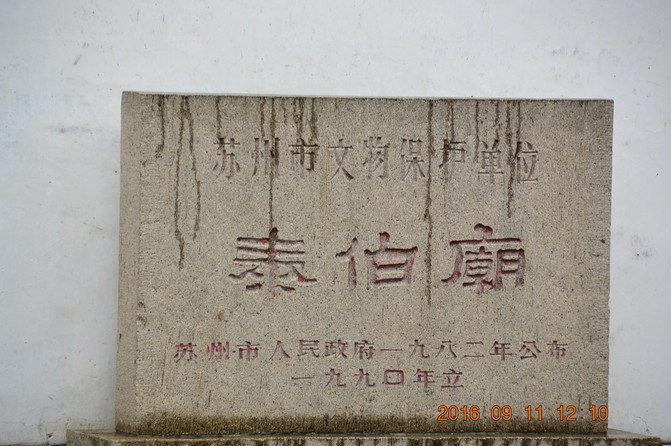 苏州市文物保护单位
泰伯廟
苏州市人民政府一九八二年公布
一九九〇年立
2016 09 11 12 10